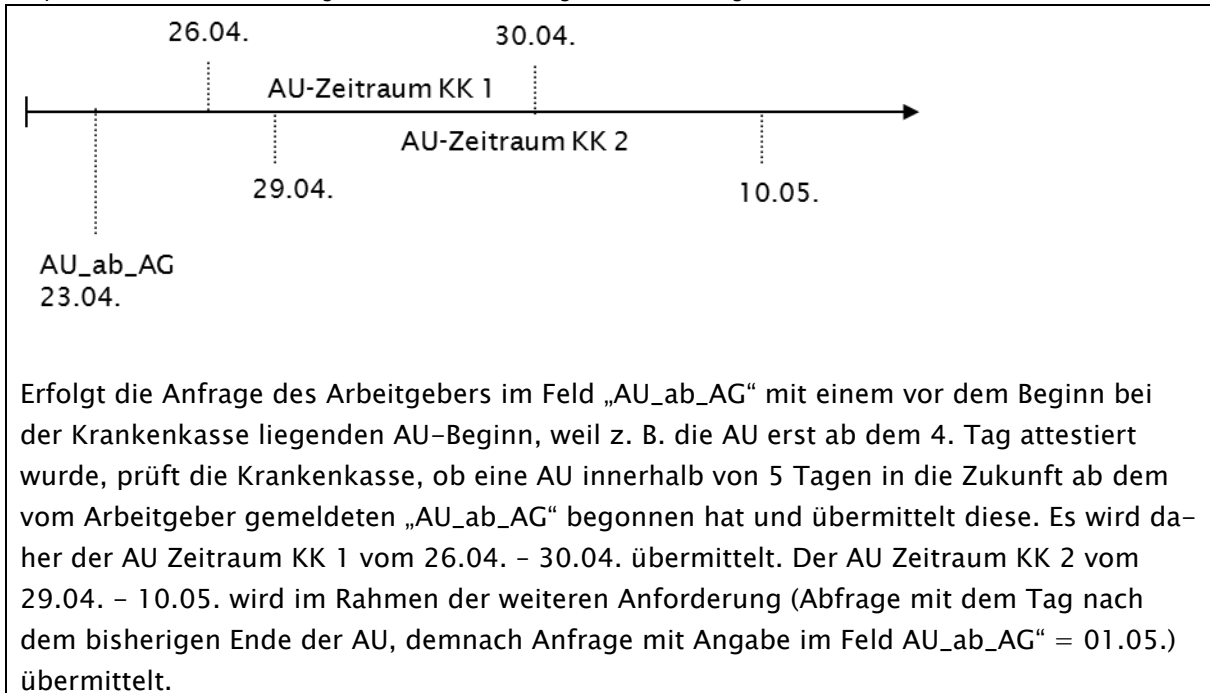 26.04. 30.04.
AU-Zeitraum KK 1
AU-Zeitraum KK 2
29.04. 10.05.
AU_ab_AG
23.04.
Erfolgt die Anfrage des Arbeitgebers im Feld „AU_ab_AG“ mit einem vor dem Beginn bei
der Krankenkasse liegenden AU-Beginn, weil z. B. die AU erst ab dem 4. Tag attestiert
wurde, prüft die Krankenkasse, ob eine AU innerhalb von 5 Tagen in die Zukunft ab dem
vom Arbeitgeber gemeldeten „AU_ab_AG“ begonnen hat und übermittelt diese. Es wird da-
her der AU Zeitraum KK 1 vom 26.04. – 30.04. übermittelt. Der AU Zeitraum KK 2 vom
29.04. – 10.05. wird im Rahmen der weiteren Anforderung (Abfrage mit dem Tag nach
dem bisherigen Ende der AU, demnach Anfrage mit Angabe im Feld AU_ab_AG“ = 01.05.)
übermittelt.